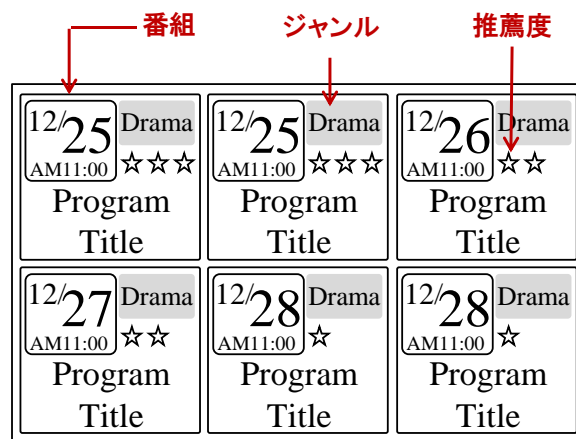 番組 ジャンル 推薦度
12/25 Drama 12/25 Drama 12/26 Drama
AM11:00 ☆☆☆ AM11:00 ☆☆☆ AM11:00 ☆☆
Program Program Program
Title Title Title
12/27 Drama 12/28 Drama 12/28 Drama
AM11:00 ☆☆ AM11:00 ☆ AM11:00 ☆
Program Program Program
Title Title Title